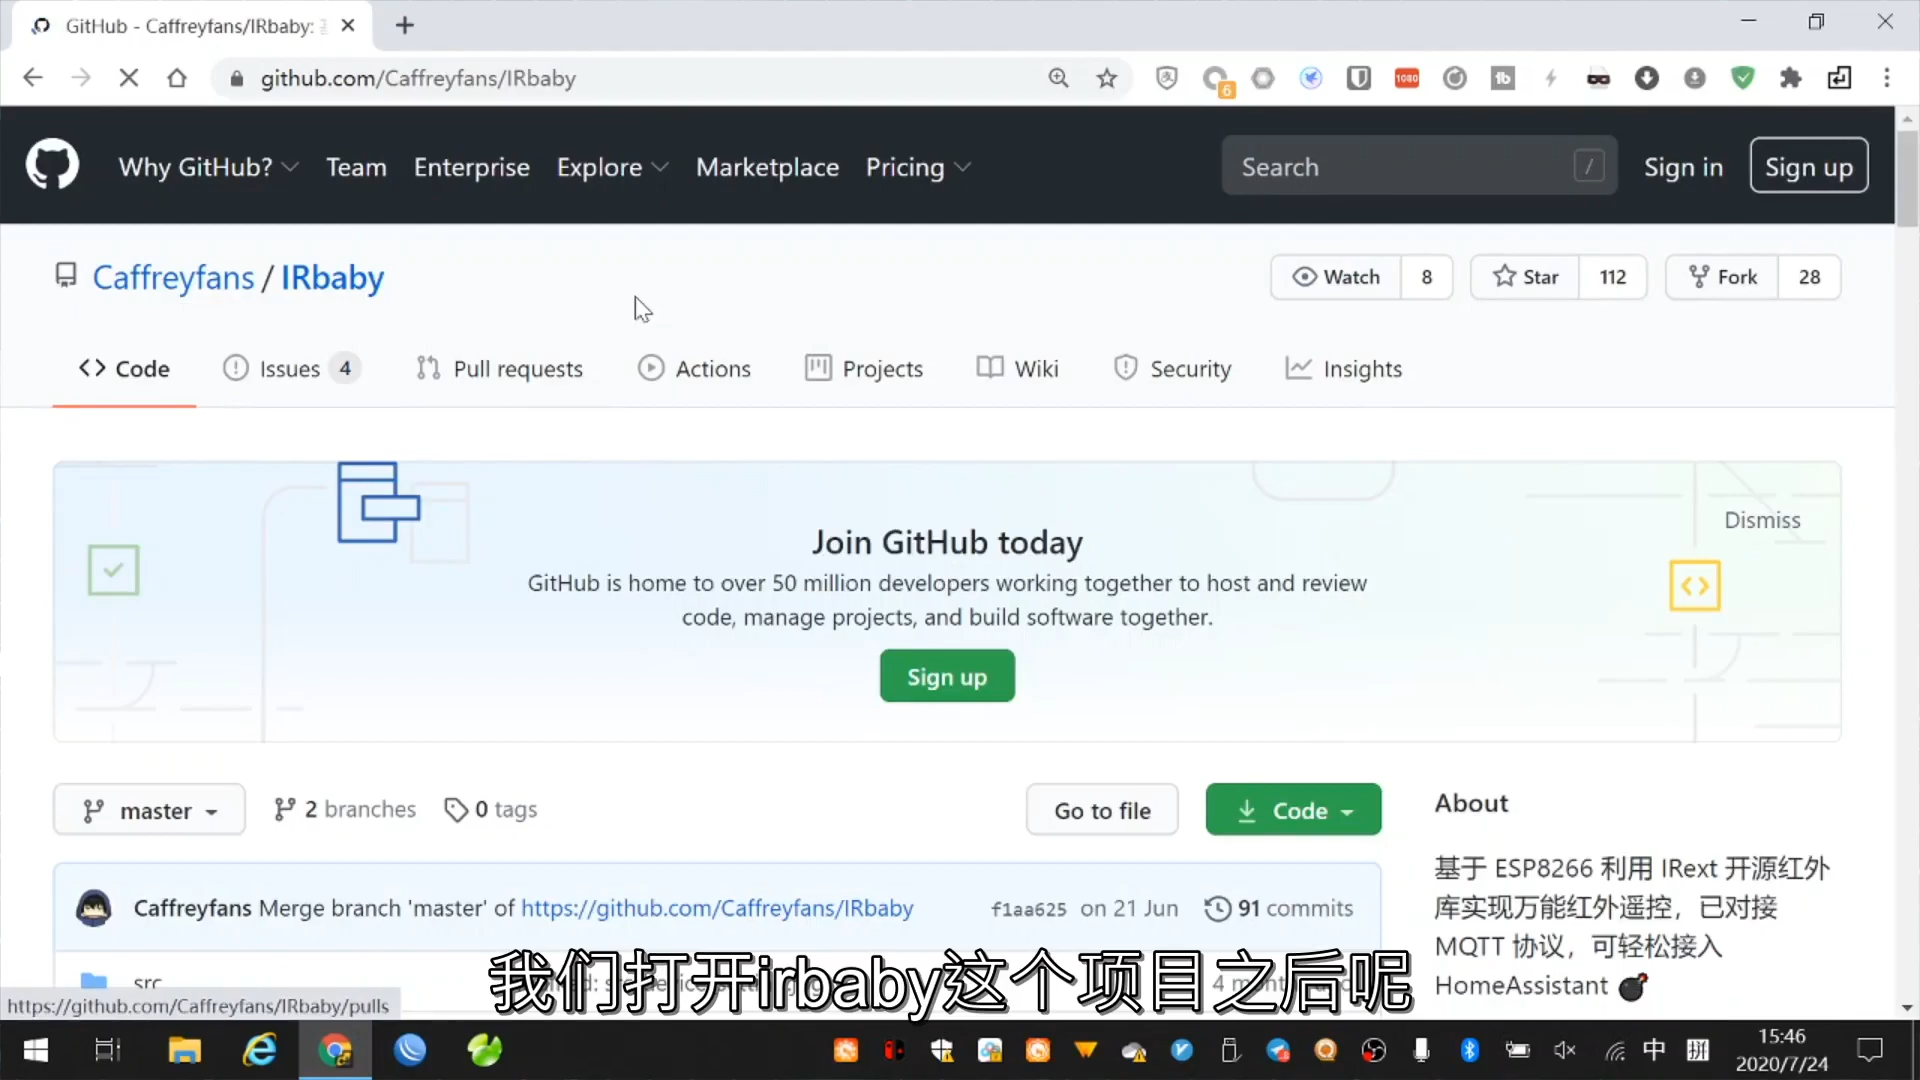 GitHub - Caffreyfans/IRbaby:
github.com/Caffreyfans/IRbaby
6
1080
Why GitHub? Team Enterprise Explore Marketplace Pricing Search / Sign in Sign up
Caffreyfans / IRbaby Watch 8 Star 112 Fork 28
Code Issues 4 Pull requests Actions Projects Wiki Security Insights
Dismiss
Join GitHub today
GitHub is home to over 50 million developers working together to host and review
code, manage projects, and build software together.
Sign up
master 2 branches 0 tags Go to file Code
About
基于 ESP8266 利用 IRext 开源红外
库实现万能红外遥控，已对接
MQTT 协议，可轻松接入
HomeAssistant
Caffreyfans Merge branch 'master' of https://github.com/Caffreyfans/IRbaby f1aa625 on 21 Jun 91 commits
src
我们打开irbaby这个项目之后呢
https://github.com/Caffreyfans/IRbaby/pulls
中 拼 15:46
2020/7/24